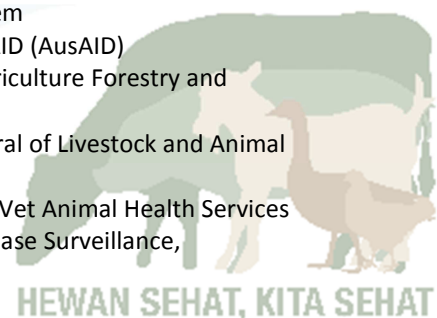 em
AID (AusAID)
riculture Forestry and
ral of Livestock and Animal
Vet Animal Health Services
ase Surveillance,
HEWAN SEHAT, KITA SEHAT